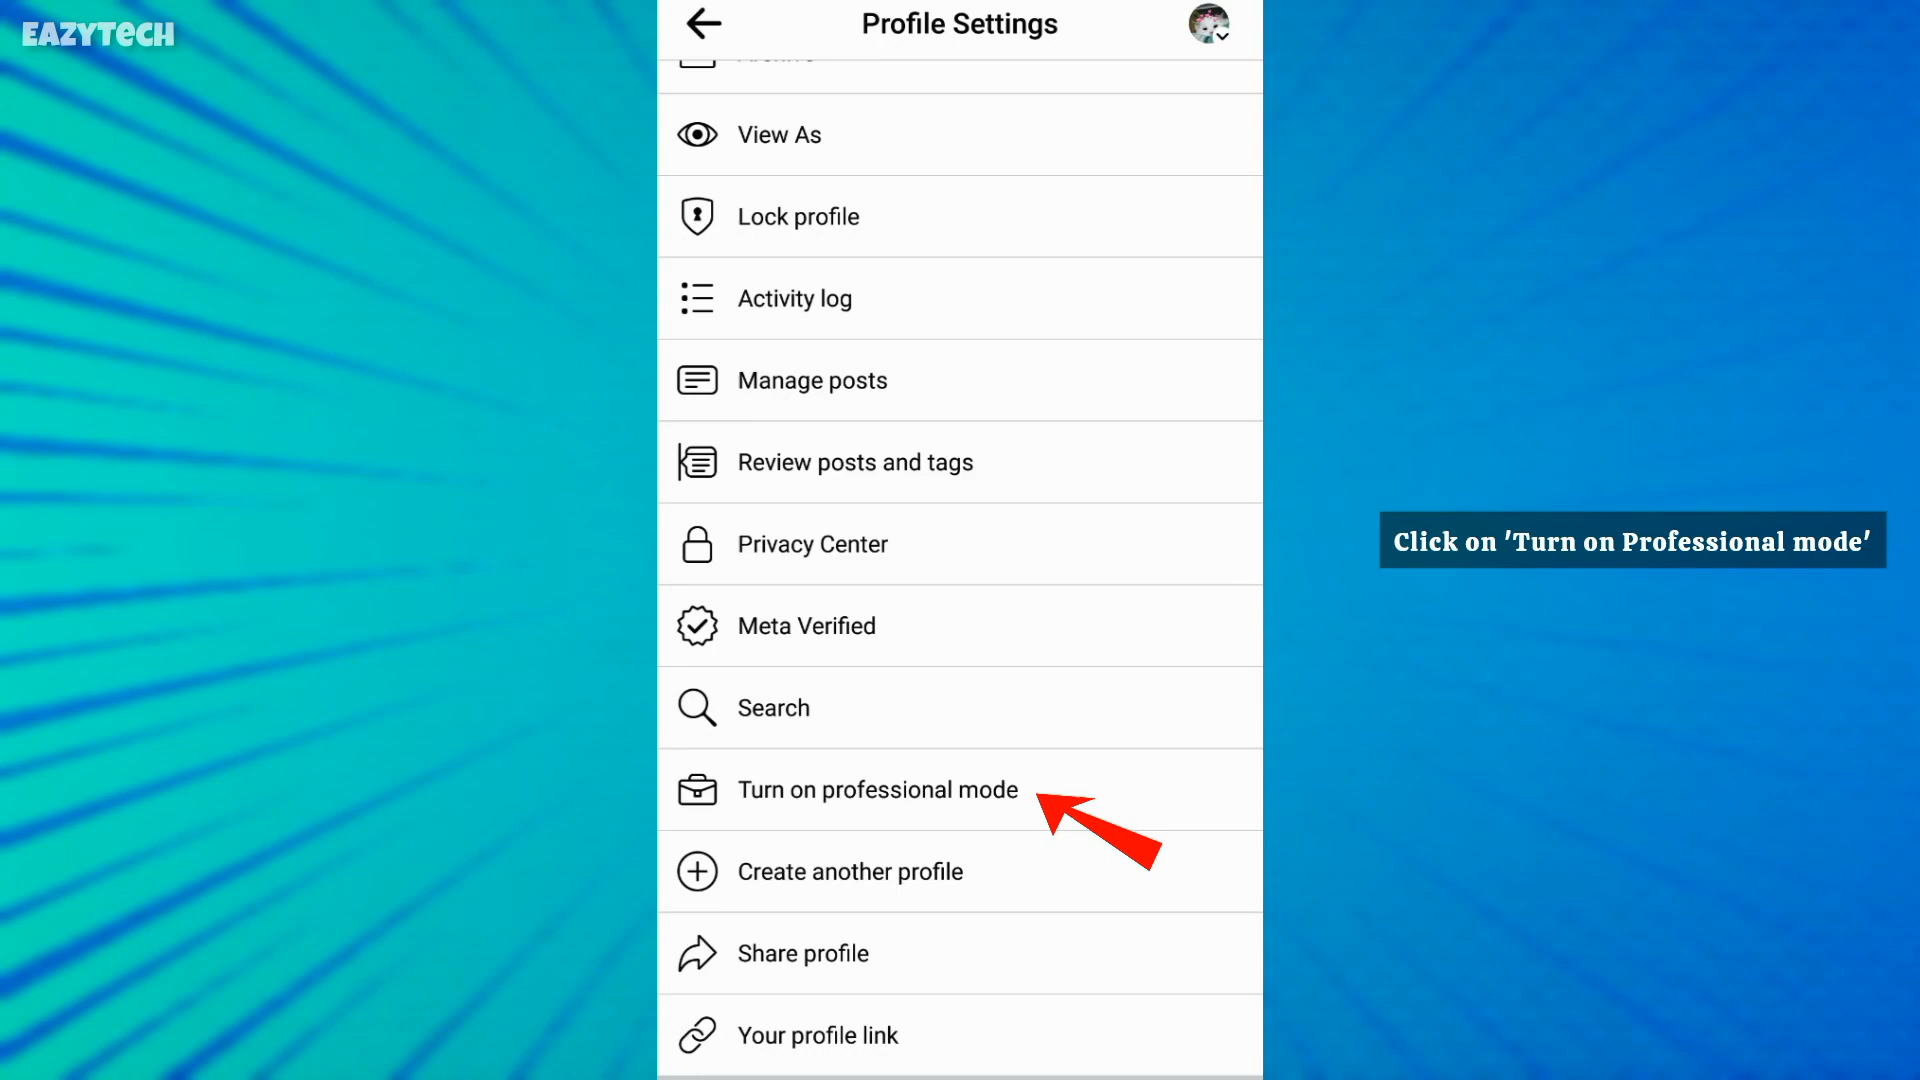 EAZYTECH
Profile Settings
View As
Lock profile
Activity log
Manage posts
Review posts and tags
Privacy Center
Meta Verified
Search
Turn on professional mode
Create another profile
Share profile
Your profile link
Click on 'Turn on Professional mode'